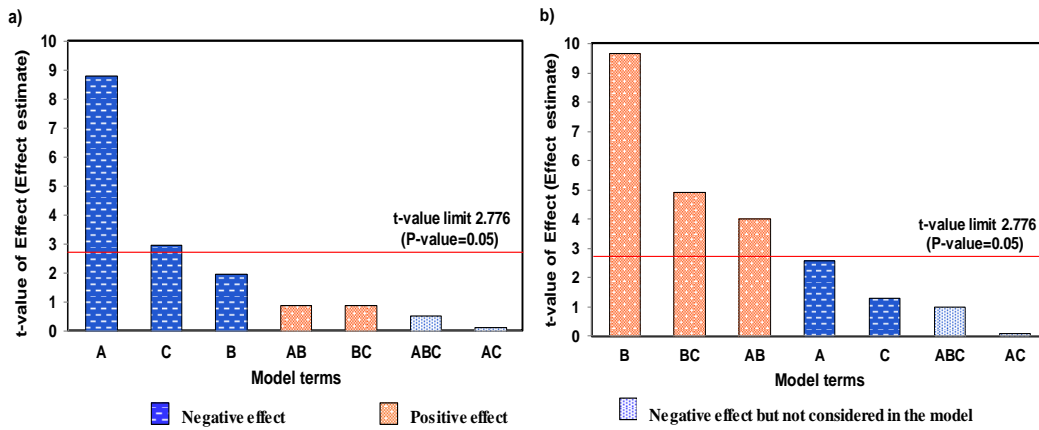 a)
t-value of Effect (Effect estimate)
10
9
8
7
6
5
4
3
2
1
0
t-value limit 2.776
(P-value=0.05)
A C B AB BC ABC AC
Model terms
b)
t-value of Effect (Effect estimate)
10
9
8
7
6
5
4
3
2
1
0
t-value limit 2.776
(P-value=0.05)
B BC AB A C ABC AC
Model terms
Negative effect
Positive effect
Negative effect but not considered in the model